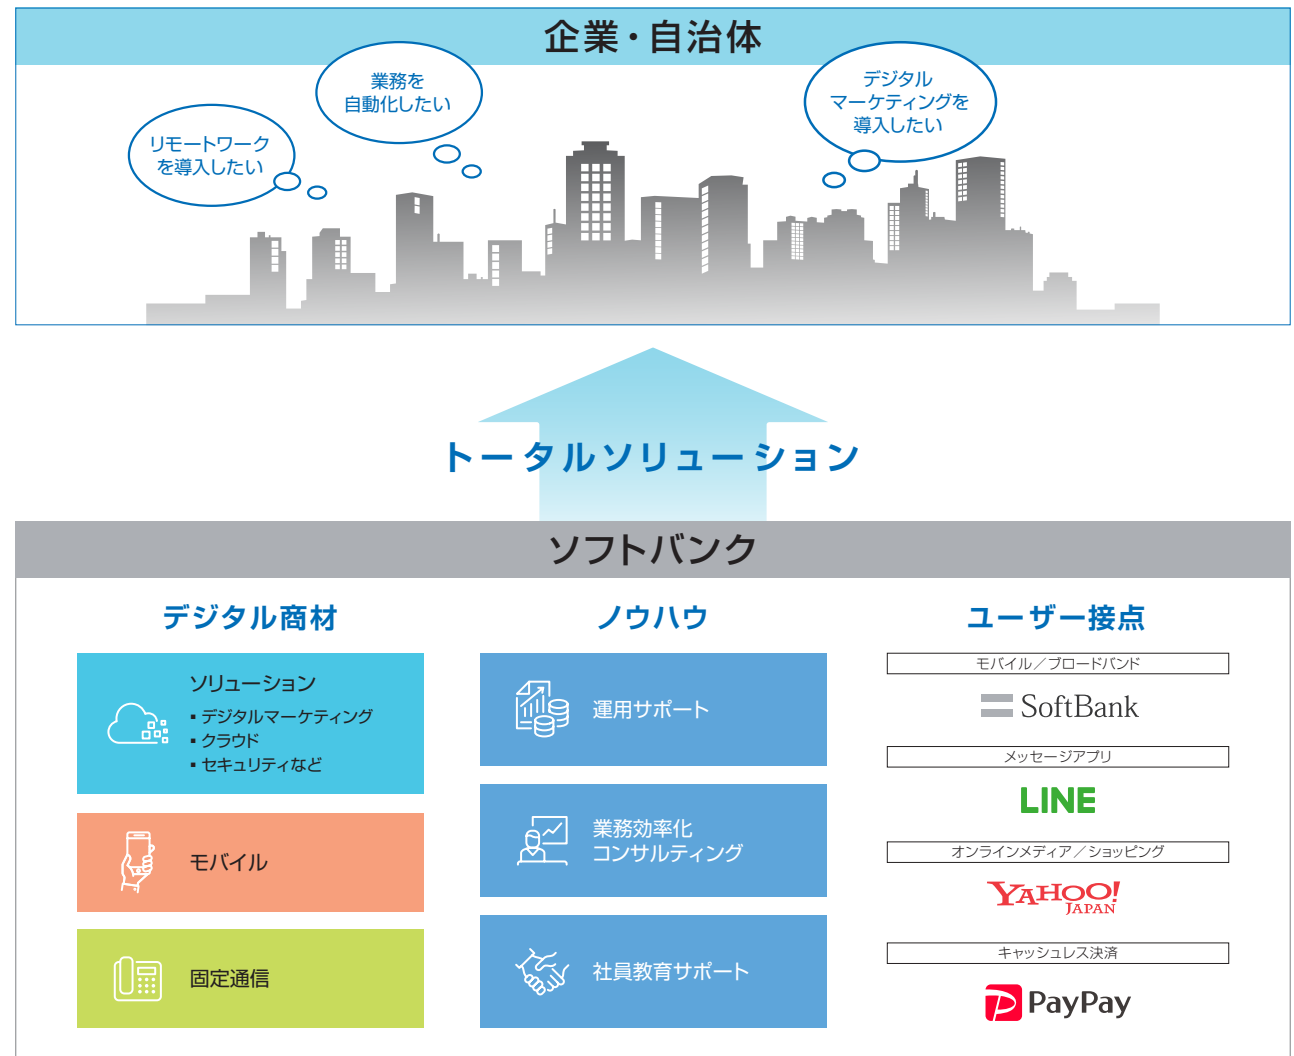 企業・自治体
業務を
自動化したい
デジタル
マーケティングを
導入したい
リモートワーク
を導入したい
トータルソリューション
ソフトバンク
デジタル商材
ソリューション
▪ デジタルマーケティング
▪ クラウド
▪ セキュリティなど
モバイル
固定通信
ノウハウ
運用サポート
業務効率化
コンサルティング
社員教育サポート
ユーザー接点
モバイル／ブロードバンド
SoftBank
メッセージアプリ
LINE
オンラインメディア／ショッピング
YAHOO!
JAPAN
キャッシュレス決済
PayPay